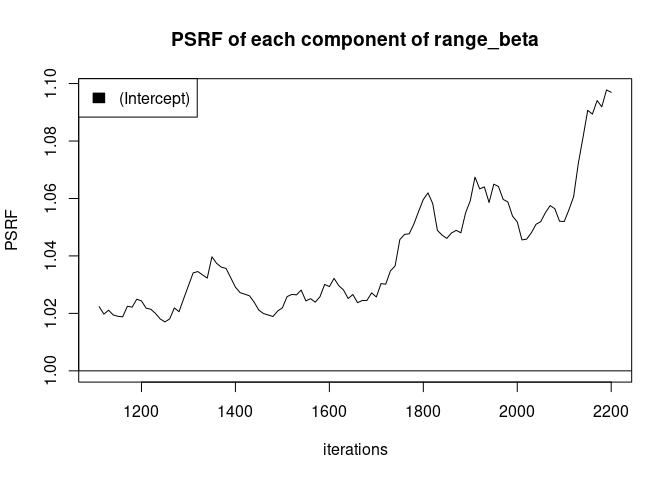 PSRF of each component of range_beta
(Intercept)
PSRF
1.10
1.08
1.06
1.04
1.02
1.00
1200 1400 1600 1800 2000 2200
iterations